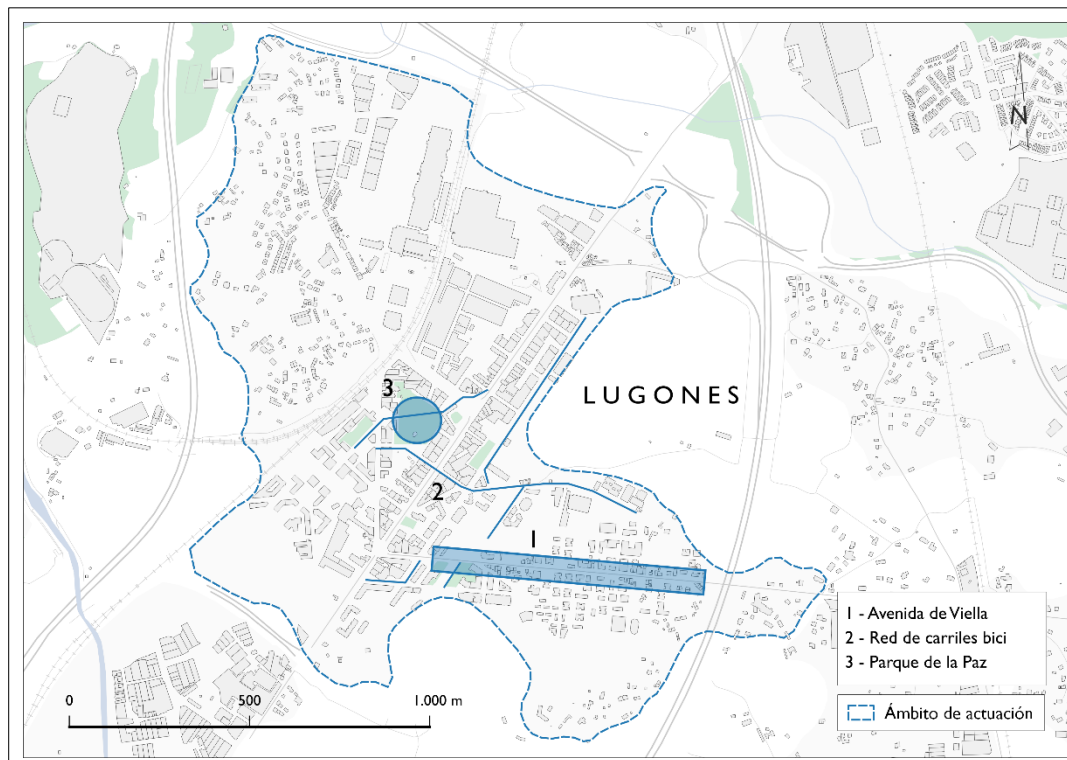 N
3
LUGONES
2
1
1 - Avenida de Viella
2 - Red de carriles bici
3 - Parque de la Paz
Ámbito de actuación
0 500 1.000 m